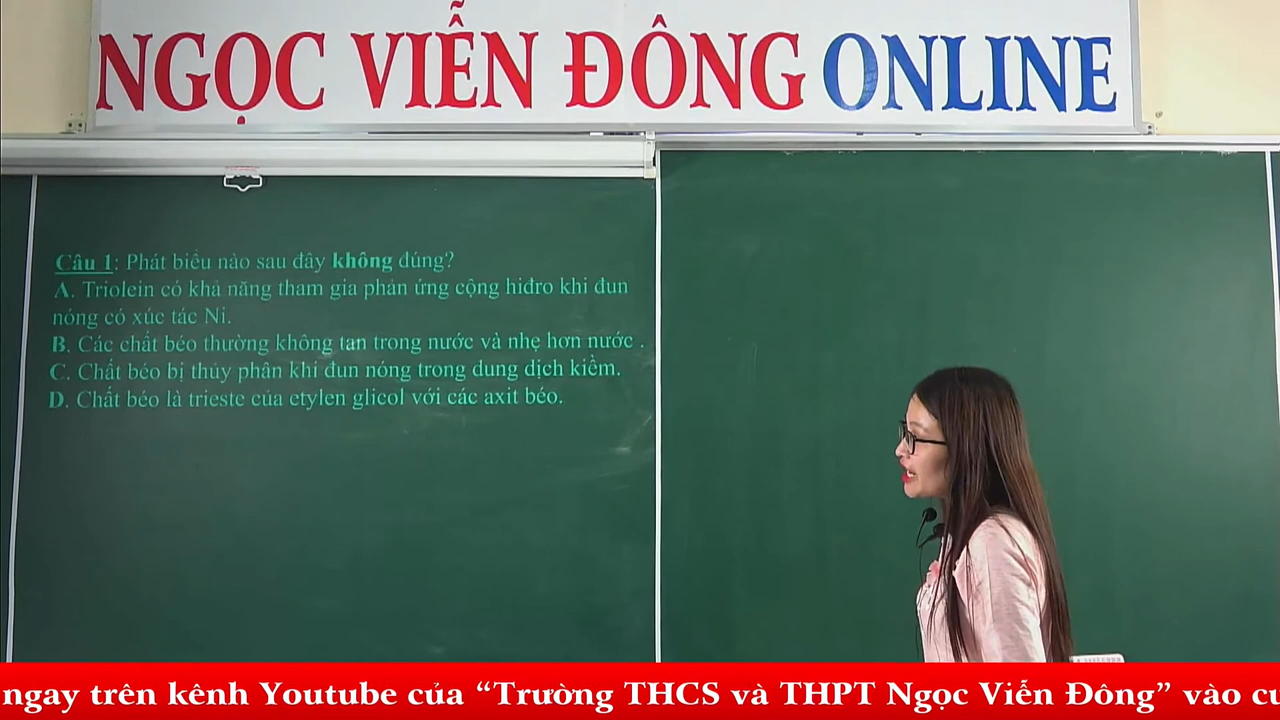 NGỌC VIỄN ĐÔNG ONLINE
Câu 1: Phát biểu nào sau đây không đúng?
A. Triolein có khả năng tham gia phản ứng cộng hiđro khi đun
nóng có xúc tác Ni.
B. Các chất béo thường không tan trong nước và nhẹ hơn nước .
C. Chất béo bị thủy phân khi đun nóng trong dung dịch kiềm.
D. Chất béo là trieste của etylen glicol với các axit béo.
ngay trên kênh Youtube của “Trường THCS và THPT Ngọc Viễn Đông” vào cu